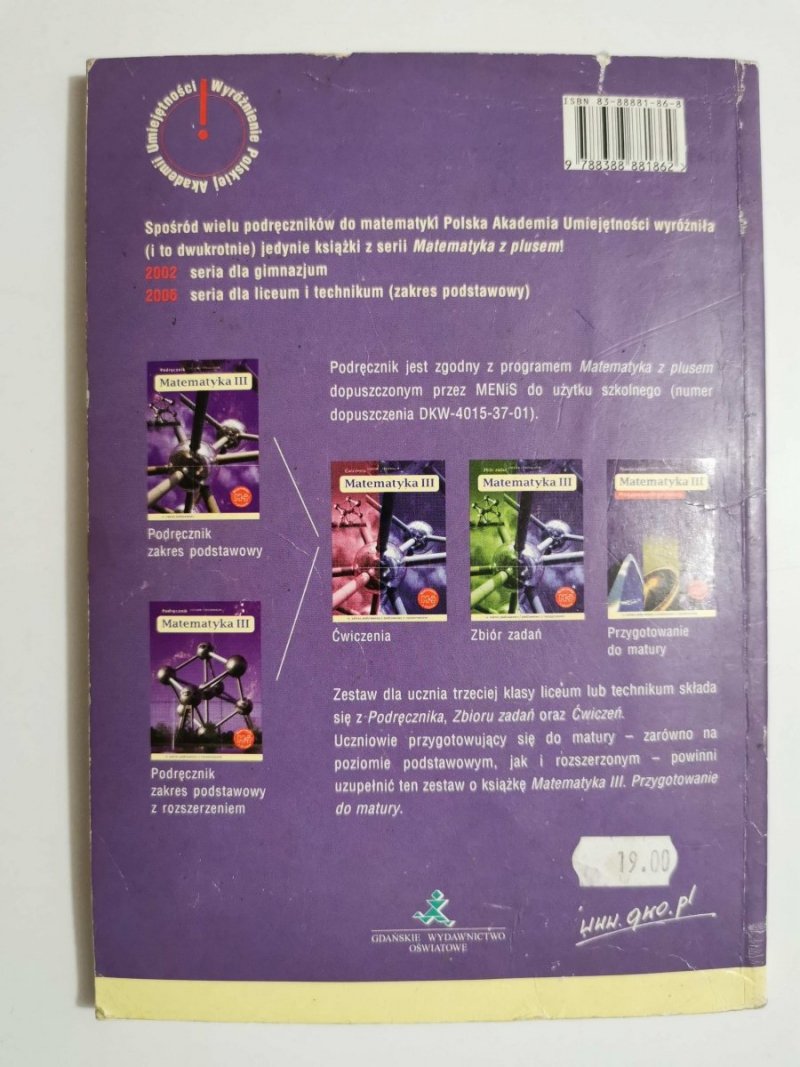 Wyróżnienie Polskiej Akademii Umiejętności
ISBN 83-88881-86-8
9 788388 881862
Spośród wielu podręczników do matematyki Polska Akademia Umiejętności wyróżniła
(i to dwukrotnie) jedynie książki z serii Matematyka z plusem!
2002 seria dla gimnazjum
2006 seria dla liceum i technikum (zakres podstawowy)
Podręcznik jest zgodny z programem Matematyka z plusem
dopuszczonym przez MENiS do użytku szkolnego (numer
dopuszczenia DKW-4015-37-01).
Podręcznik
Matematyka III
Podręcznik
zakres podstawowy
Matematyka III
Ćwiczenia
Zbiór zadań
Matematyka III
Zbiór zadań
Matematyka III
Przygotowanie
do matury
Podręcznik
Matematyka III
Podręcznik
zakres podstawowy
z rozszerzeniem
Zestaw dla ucznia trzeciej klasy liceum lub technikum składa
się z Podręcznika, Zbioru zadań oraz Ćwiczeń.
Uczniowie przygotowujący się do matury – zarówno na
poziomie podstawowym, jak i rozszerzonym – powinni
uzupełnić ten zestaw o książkę Matematyka III. Przygotowanie
do matury.
19.00
GDAŃSKIE WYDAWNICTWO
OŚWIATOWE
www.gwo.pl